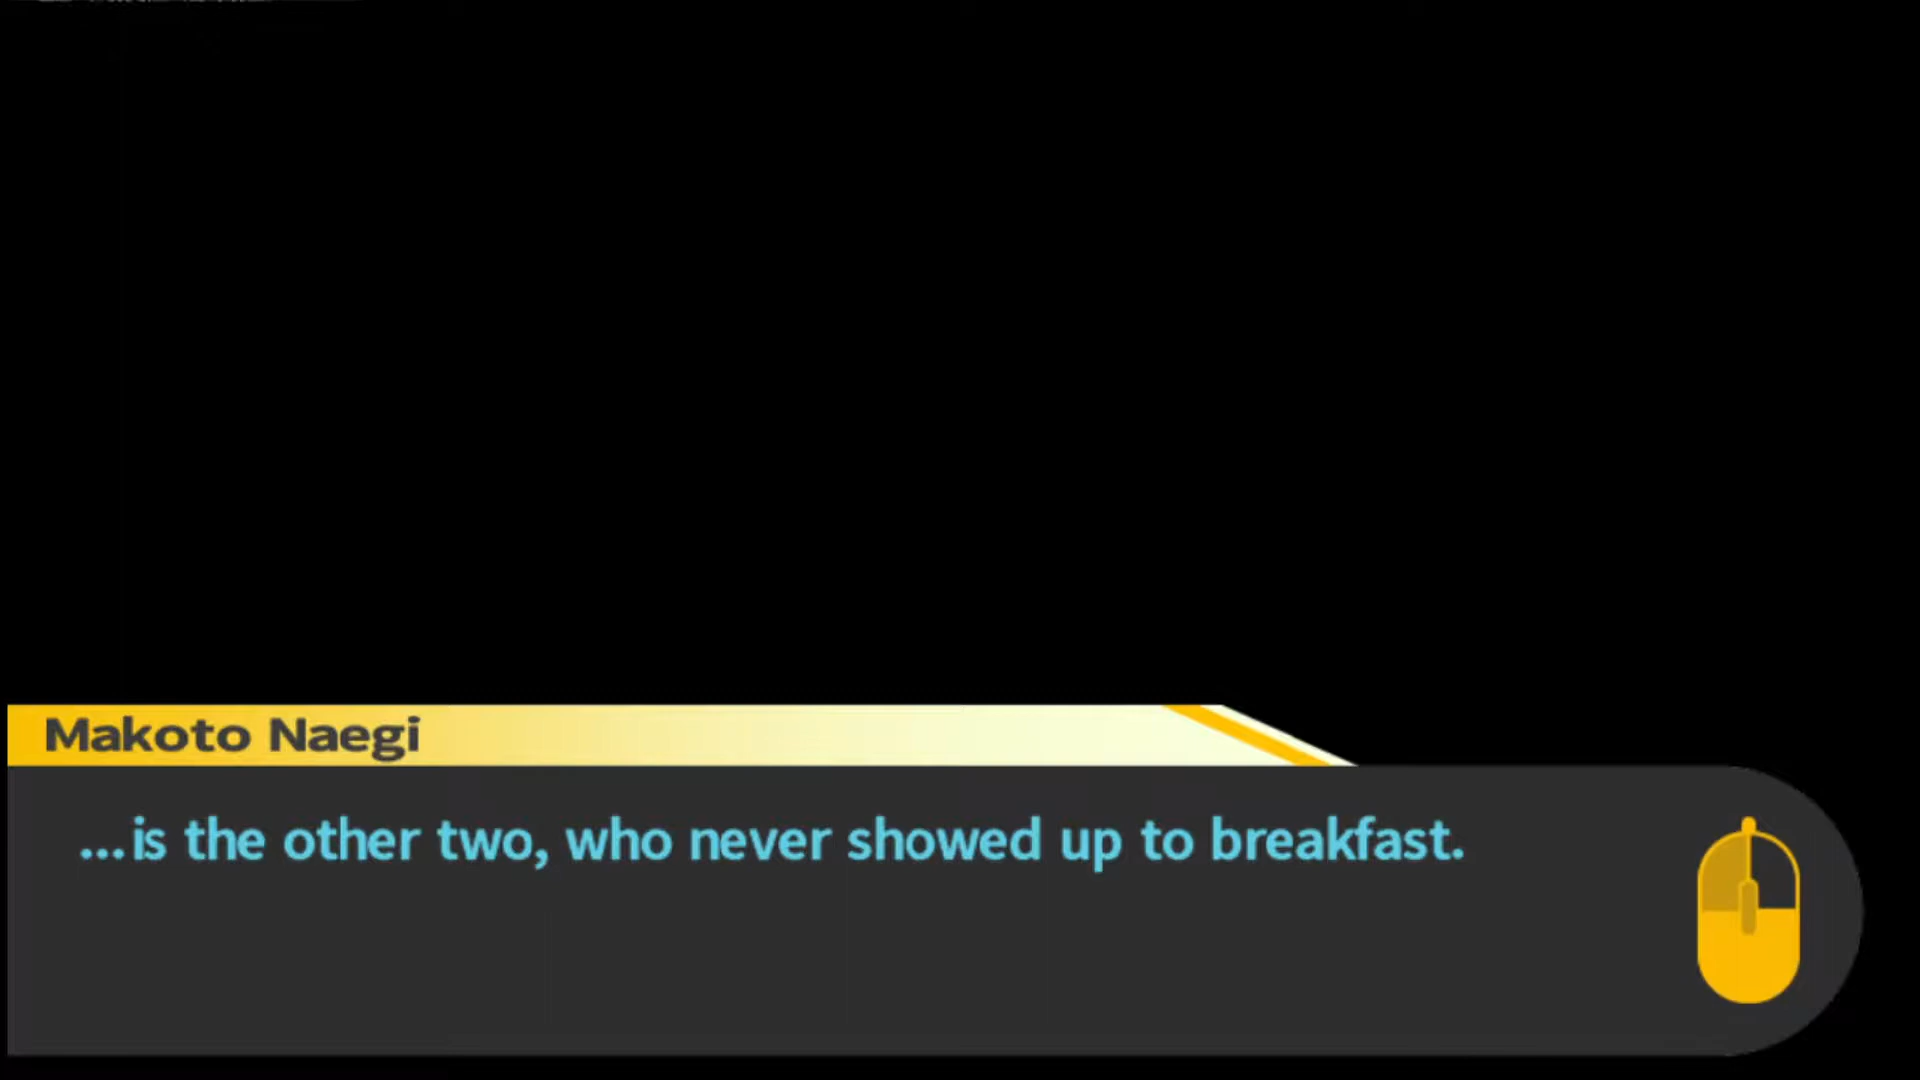 Makoto Naegi
...is the other two, who never showed up to breakfast.